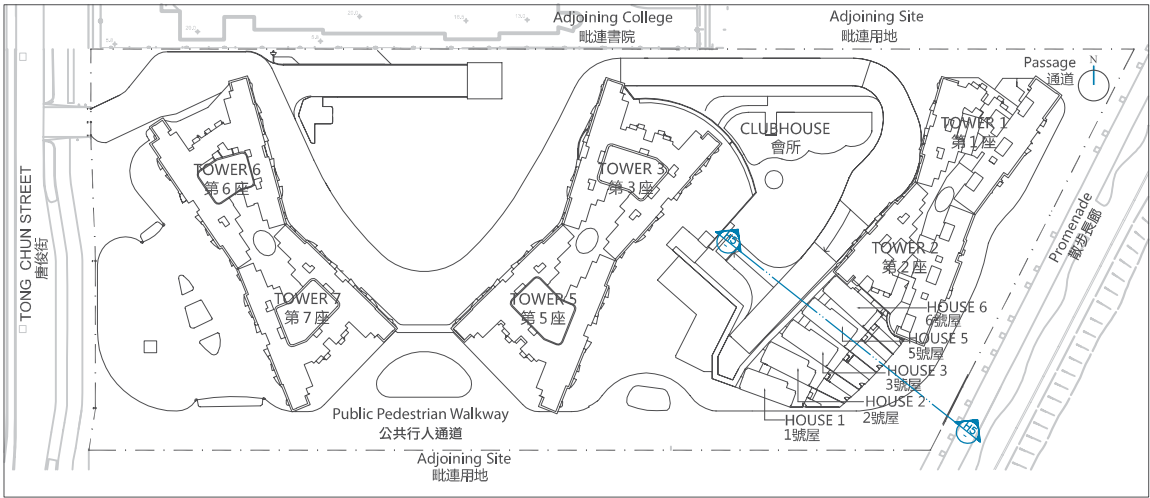 Adjoining College
毗連書院
Adjoining Site
毗連用地
Passage
通道
N
TONG CHUN STREET
唐俊街
TOWER 6
第6座
TOWER 7
第7座
TOWER 3
第3座
TOWER 5
第5座
CLUBHOUSE
會所
TOWER 1
第1座
TOWER 2
第2座
Promenade
散步長廊
H5
HOUSE 6
6號屋
HOUSE 5
5號屋
HOUSE 3
3號屋
HOUSE 2
2號屋
HOUSE 1
1號屋
H5
Public Pedestrian Walkway
公共行人通道
Adjoining Site
毗連用地